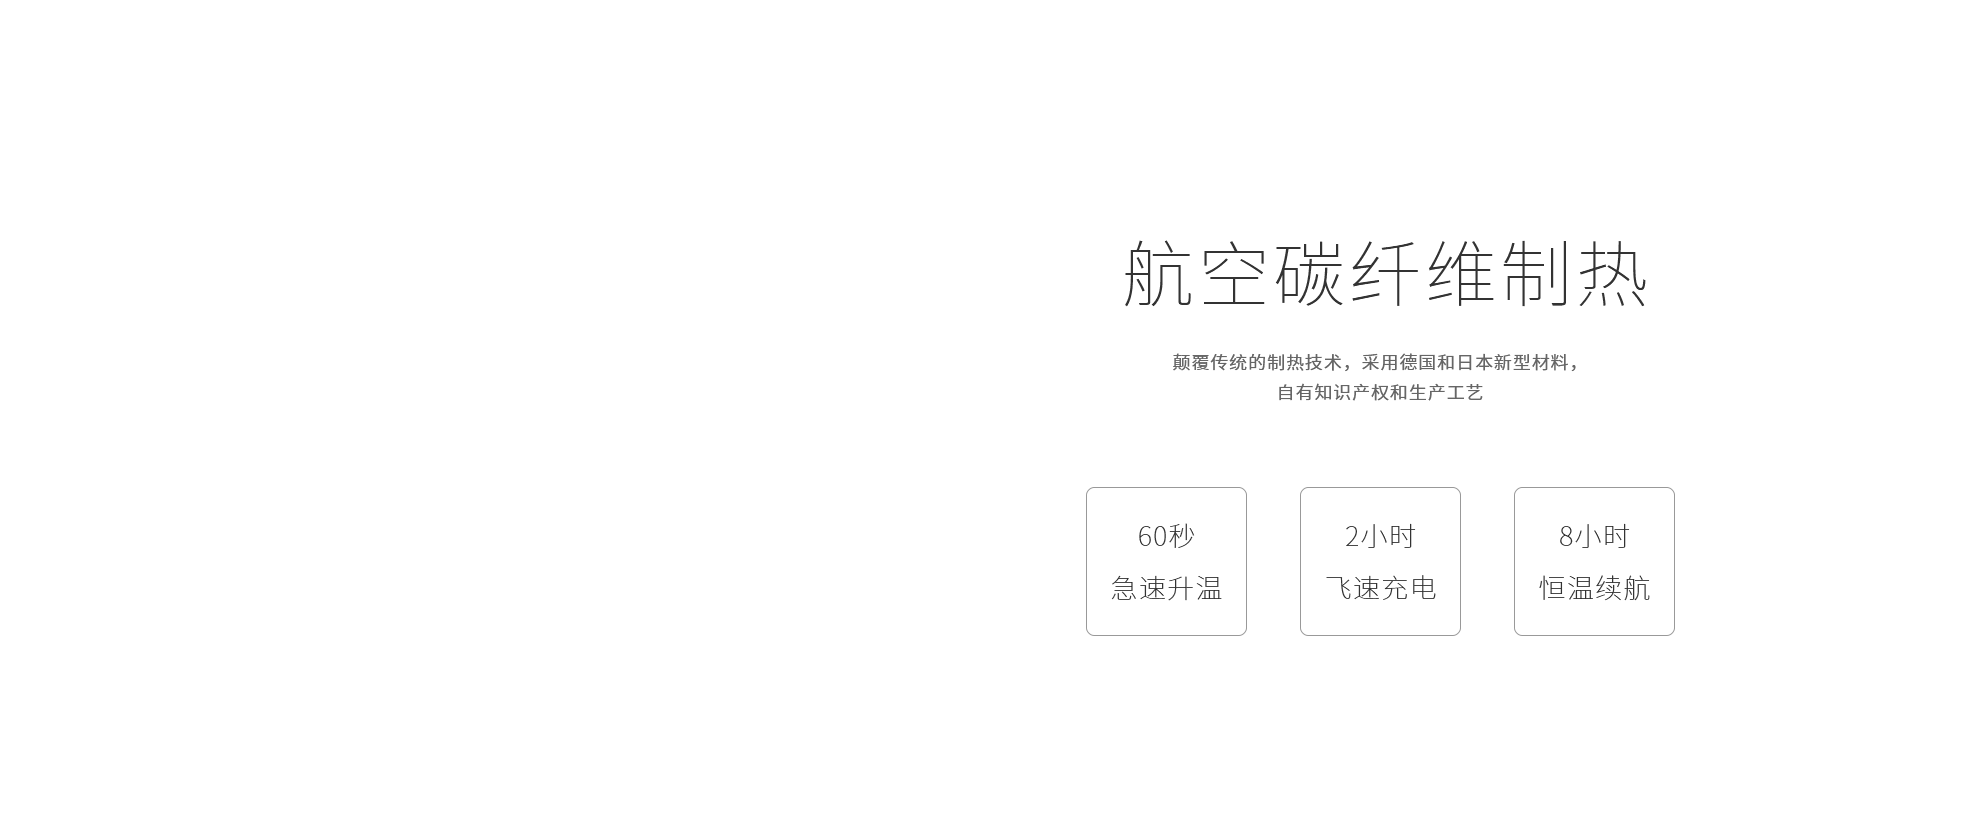 航空碳纤维制热
颠覆传统的制热技术，采用德国和日本新型材料，
自有知识产权和生产工艺
60秒
急速升温
2小时
飞速充电
8小时
恒温续航